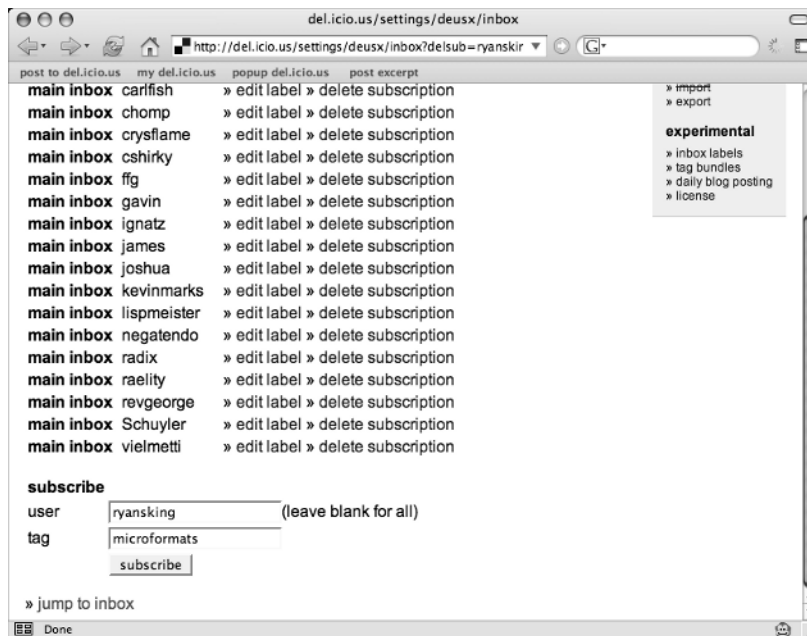 del.icio.us/settings/deusx/inbox
http://del.icio.us/settings/deusx/inbox?delsub=ryanskir
G
post to del.icio.us my del.icio.us popup del.icio.us post excerpt
main inbox carlfish » edit label » delete subscription
main inbox chomp » edit label » delete subscription
main inbox crysflame » edit label » delete subscription
main inbox cshirky » edit label » delete subscription
main inbox ffg » edit label » delete subscription
main inbox gavin » edit label » delete subscription
main inbox ignatz » edit label » delete subscription
main inbox james » edit label » delete subscription
main inbox joshua » edit label » delete subscription
main inbox kevinmarks » edit label » delete subscription
main inbox lispmeister » edit label » delete subscription
main inbox negatendo » edit label » delete subscription
main inbox radix » edit label » delete subscription
main inbox raelity » edit label » delete subscription
main inbox revgeorge » edit label » delete subscription
main inbox Schuyler » edit label » delete subscription
main inbox vielmetti » edit label » delete subscription
subscribe
user ryansking (leave blank for all)
tag microformats
subscribe
» jump to inbox
» import
» export
experimental
» inbox labels
» tag bundles
» daily blog posting
» license
Done